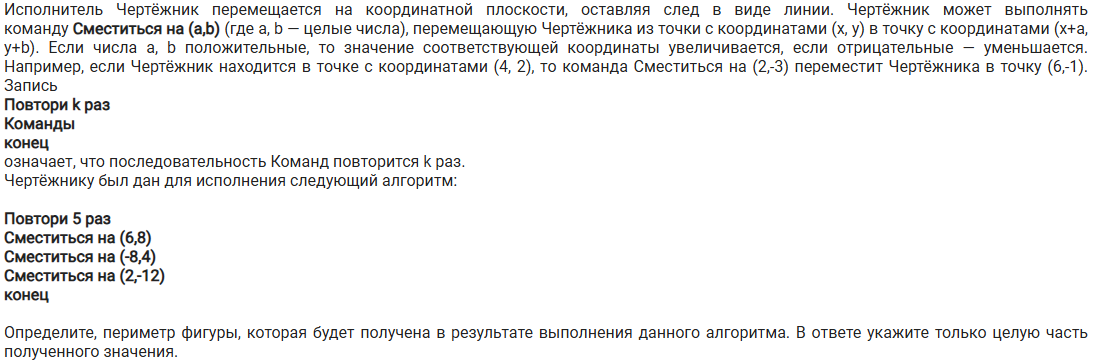 Исполнитель Чертёжник перемещается на координатной плоскости, оставляя след в виде линии. Чертёжник может выполнять
команду Сместиться на (a,b) (где a, b — целые числа), перемещающую Чертёжника из точки с координатами (x, y) в точку с координатами (x+a,
y+b). Если числа a, b положительные, то значение соответствующей координаты увеличивается, если отрицательные — уменьшается.
Например, если Чертёжник находится в точке с координатами (4, 2), то команда Сместиться на (2,-3) переместит Чертёжника в точку (6,-1).
Запись
Повтори k раз
Команды
конец
означает, что последовательность Команд повторится k раз.
Чертёжнику был дан для исполнения следующий алгоритм:
Повтори 5 раз
Сместиться на (6,8)
Сместиться на (-8,4)
Сместиться на (2,-12)
конец
Определите, периметр фигуры, которая будет получена в результате выполнения данного алгоритма. В ответе укажите только целую часть
полученного значения.